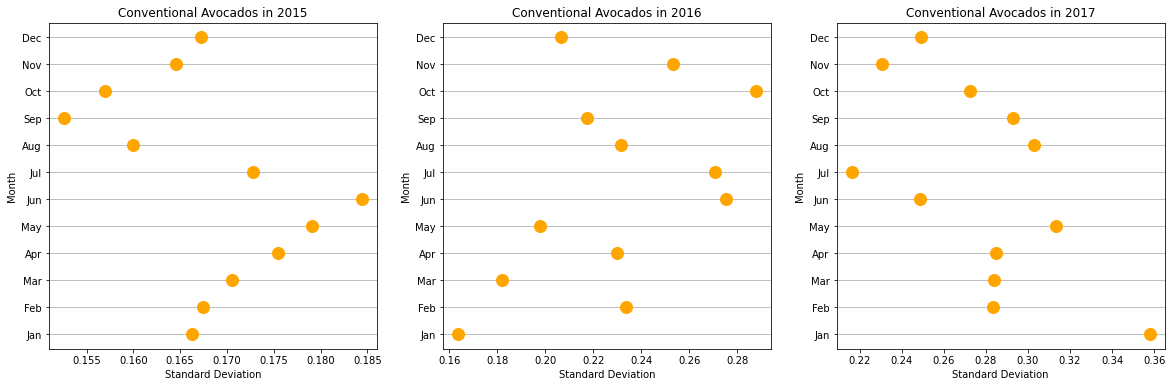 Conventional Avocados in 2015
Dec
Nov
Oct
Sep
Aug
Jul
Jun
May
Apr
Mar
Feb
Jan
Month
0.155 0.160 0.165 0.170 0.175 0.180 0.185
Standard Deviation
Conventional Avocados in 2016
Dec
Nov
Oct
Sep
Aug
Jul
Jun
May
Apr
Mar
Feb
Jan
Month
0.16 0.18 0.20 0.22 0.24 0.26 0.28
Standard Deviation
Conventional Avocados in 2017
Dec
Nov
Oct
Sep
Aug
Jul
Jun
May
Apr
Mar
Feb
Jan
Month
0.22 0.24 0.26 0.28 0.30 0.32 0.34 0.36
Standard Deviation